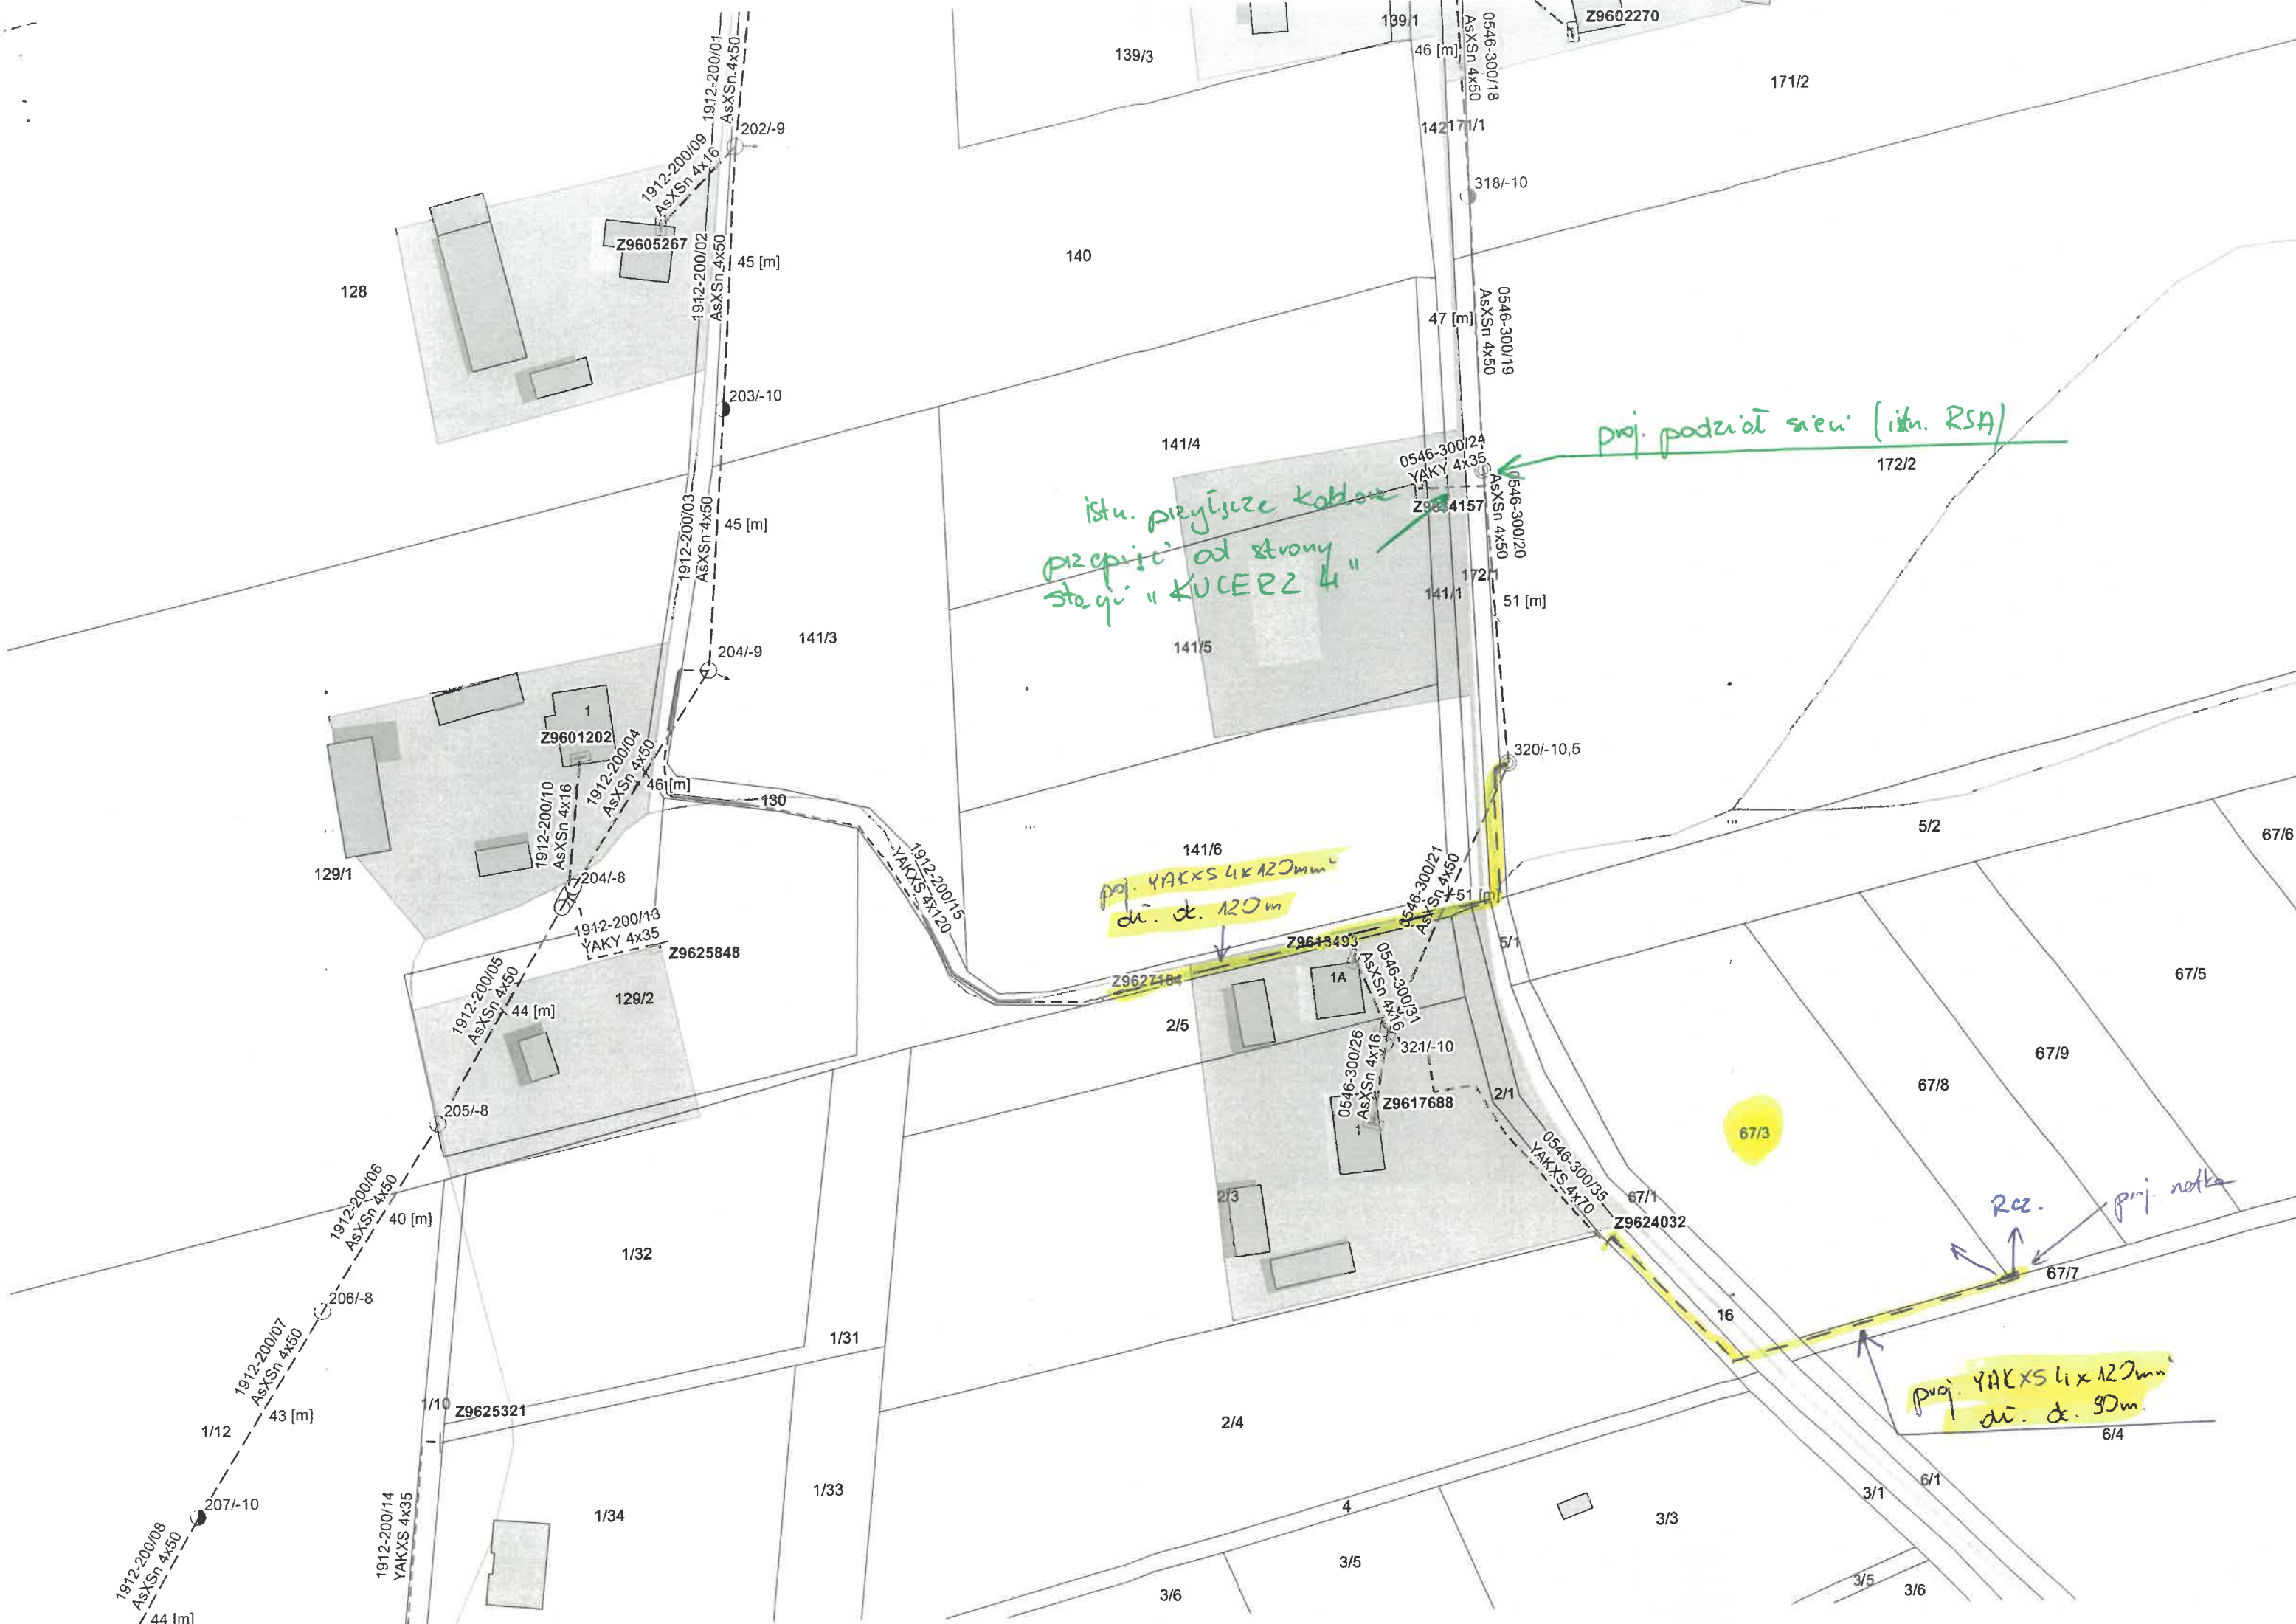 139/1
Z9602270
139/3
46 [m]
0546-300/18
AsXSn 4x50
171/2
1912-200/01
AsXSn 4x50
202/-9
142
171/1
1912-200/09
AsXSn 4x16
318/-10
Z9605267
140
1912-200/02
AsXSn 4x50
45 [m]
128
0546-300/19
AsXSn 4x50
47 [m]
203/-10
proj. podział sieci (istn. RSA)
141/4
0546-300/24
YAKY 4x35
172/2
istn. przyłącze kablowe
przepiąć od strony
stacji "KUCERZ 4"
0546-300/20
AsXSn 4x50
1912-200/03
AsXSn 4x50
45 [m]
172/1
141/1
51 [m]
141/3
141/5
204/-9
1
Z9601202
320/-10,5
1912-200/04
AsXSn 4x50
46 [m]
130
1912-200/10
AsXSn 4x16
5/2
67/6
141/6
129/1
proj. YAKXS 4x120mm²
dł. ok. 120m
1912-200/15
YAKXS 4x120
0546-300/21
AsXSn 4x50
51 [m]
204/-8
1912-200/13
YAKY 4x35
Z9625848
Z9613493
5/1
Z9627184
1A
0546-300/31
AsXSn 4x16
67/5
129/2
1912-200/05
AsXSn 4x50
44 [m]
2/5
321/-10
67/9
67/8
0546-300/26
AsXSn 4x16
Z9617688
2/1
205/-8
1
67/3
0546-300/35
YAKXS 4x70
1912-200/06
AsXSn 4x50
40 [m]
2/3
67/1
Rcz.
proj. netka
Z9624032
1/32
67/7
206/-8
16
1/31
1912-200/07
AsXSn 4x50
proj. YAKXS 4x120mm²
dł. ok. 90m.
1/10
Z9625321
43 [m]
1/12
2/4
6/4
6/1
1/33
3/1
207/-10
4
1/34
3/3
1912-200/14
YAKXS 4x35
1912-200/08
AsXSn 4x50
3/5
3/5
3/6
3/6
44 [m]